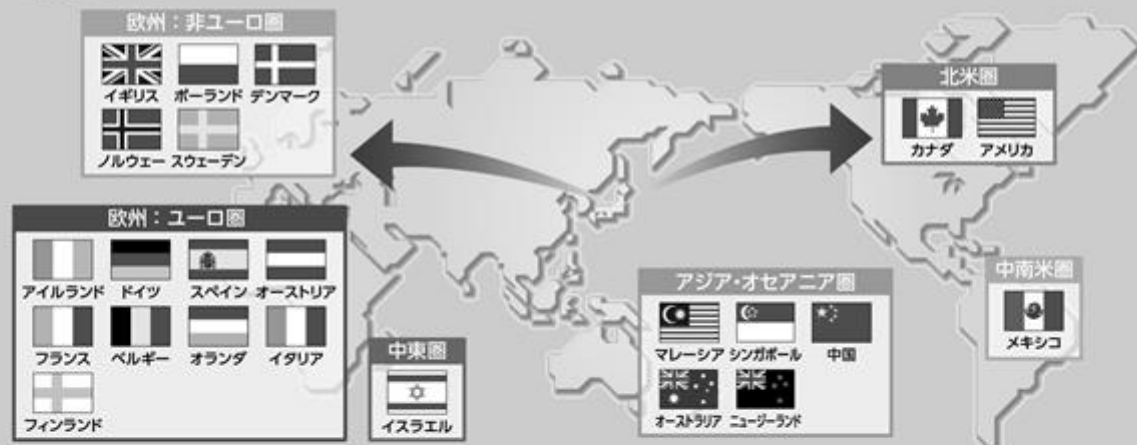 欧州：非ユーロ圏
イギリス ポーランド デンマーク
ノルウェー スウェーデン
北米圏
カナダ アメリカ
欧州：ユーロ圏
アイルランド ドイツ スペイン オーストリア
フランス ベルギー オランダ イタリア
フィンランド
中東圏
イスラエル
アジア・オセアニア圏
マレーシア シンガポール 中国
オーストラリア ニュージーランド
中南米圏
メキシコ